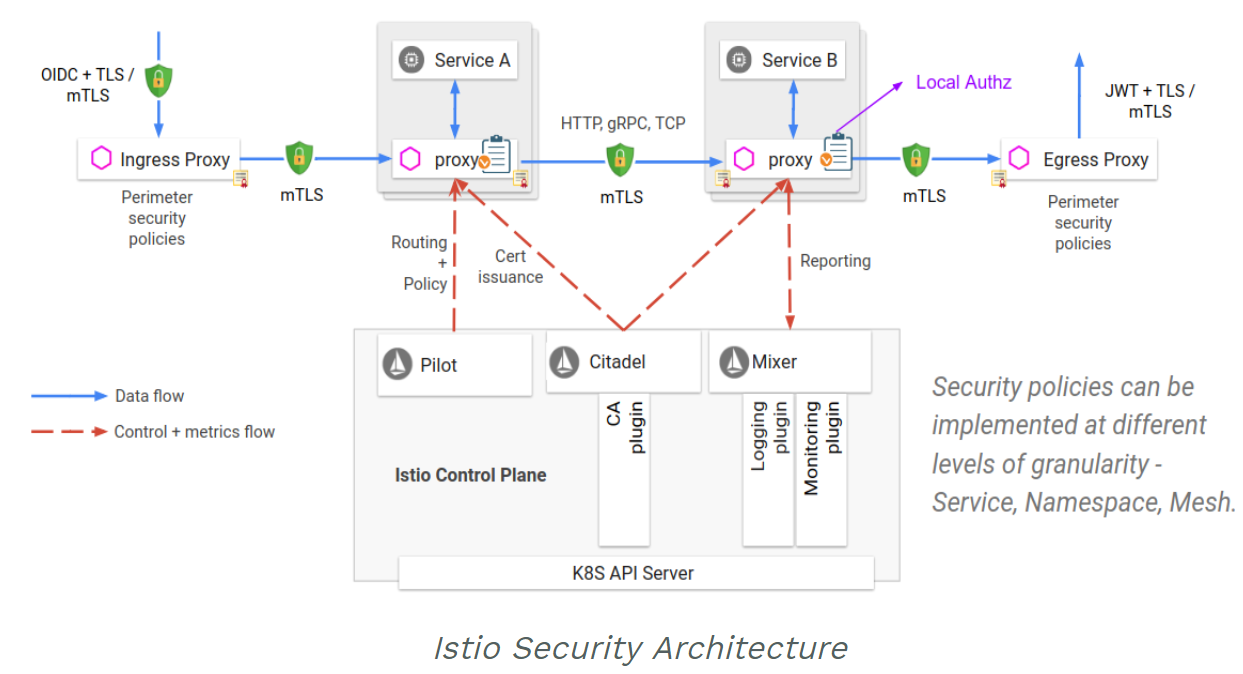 OIDC + TLS /
mTLS
Ingress Proxy
Perimeter
security
policies
mTLS
Service A
proxy
HTTP, gRPC, TCP
mTLS
Service B
proxy
Local Authz
mTLS
JWT + TLS /
mTLS
Egress Proxy
Perimeter
security
policies
Routing
+
Policy
Cert
issuance
Reporting
Pilot
Citadel
Mixer
CA
plugin
Logging
plugin
Monitoring
plugin
Istio Control Plane
K8S API Server
Data flow
Control + metrics flow
Security policies can be
implemented at different
levels of granularity -
Service, Namespace, Mesh.
Istio Security Architecture